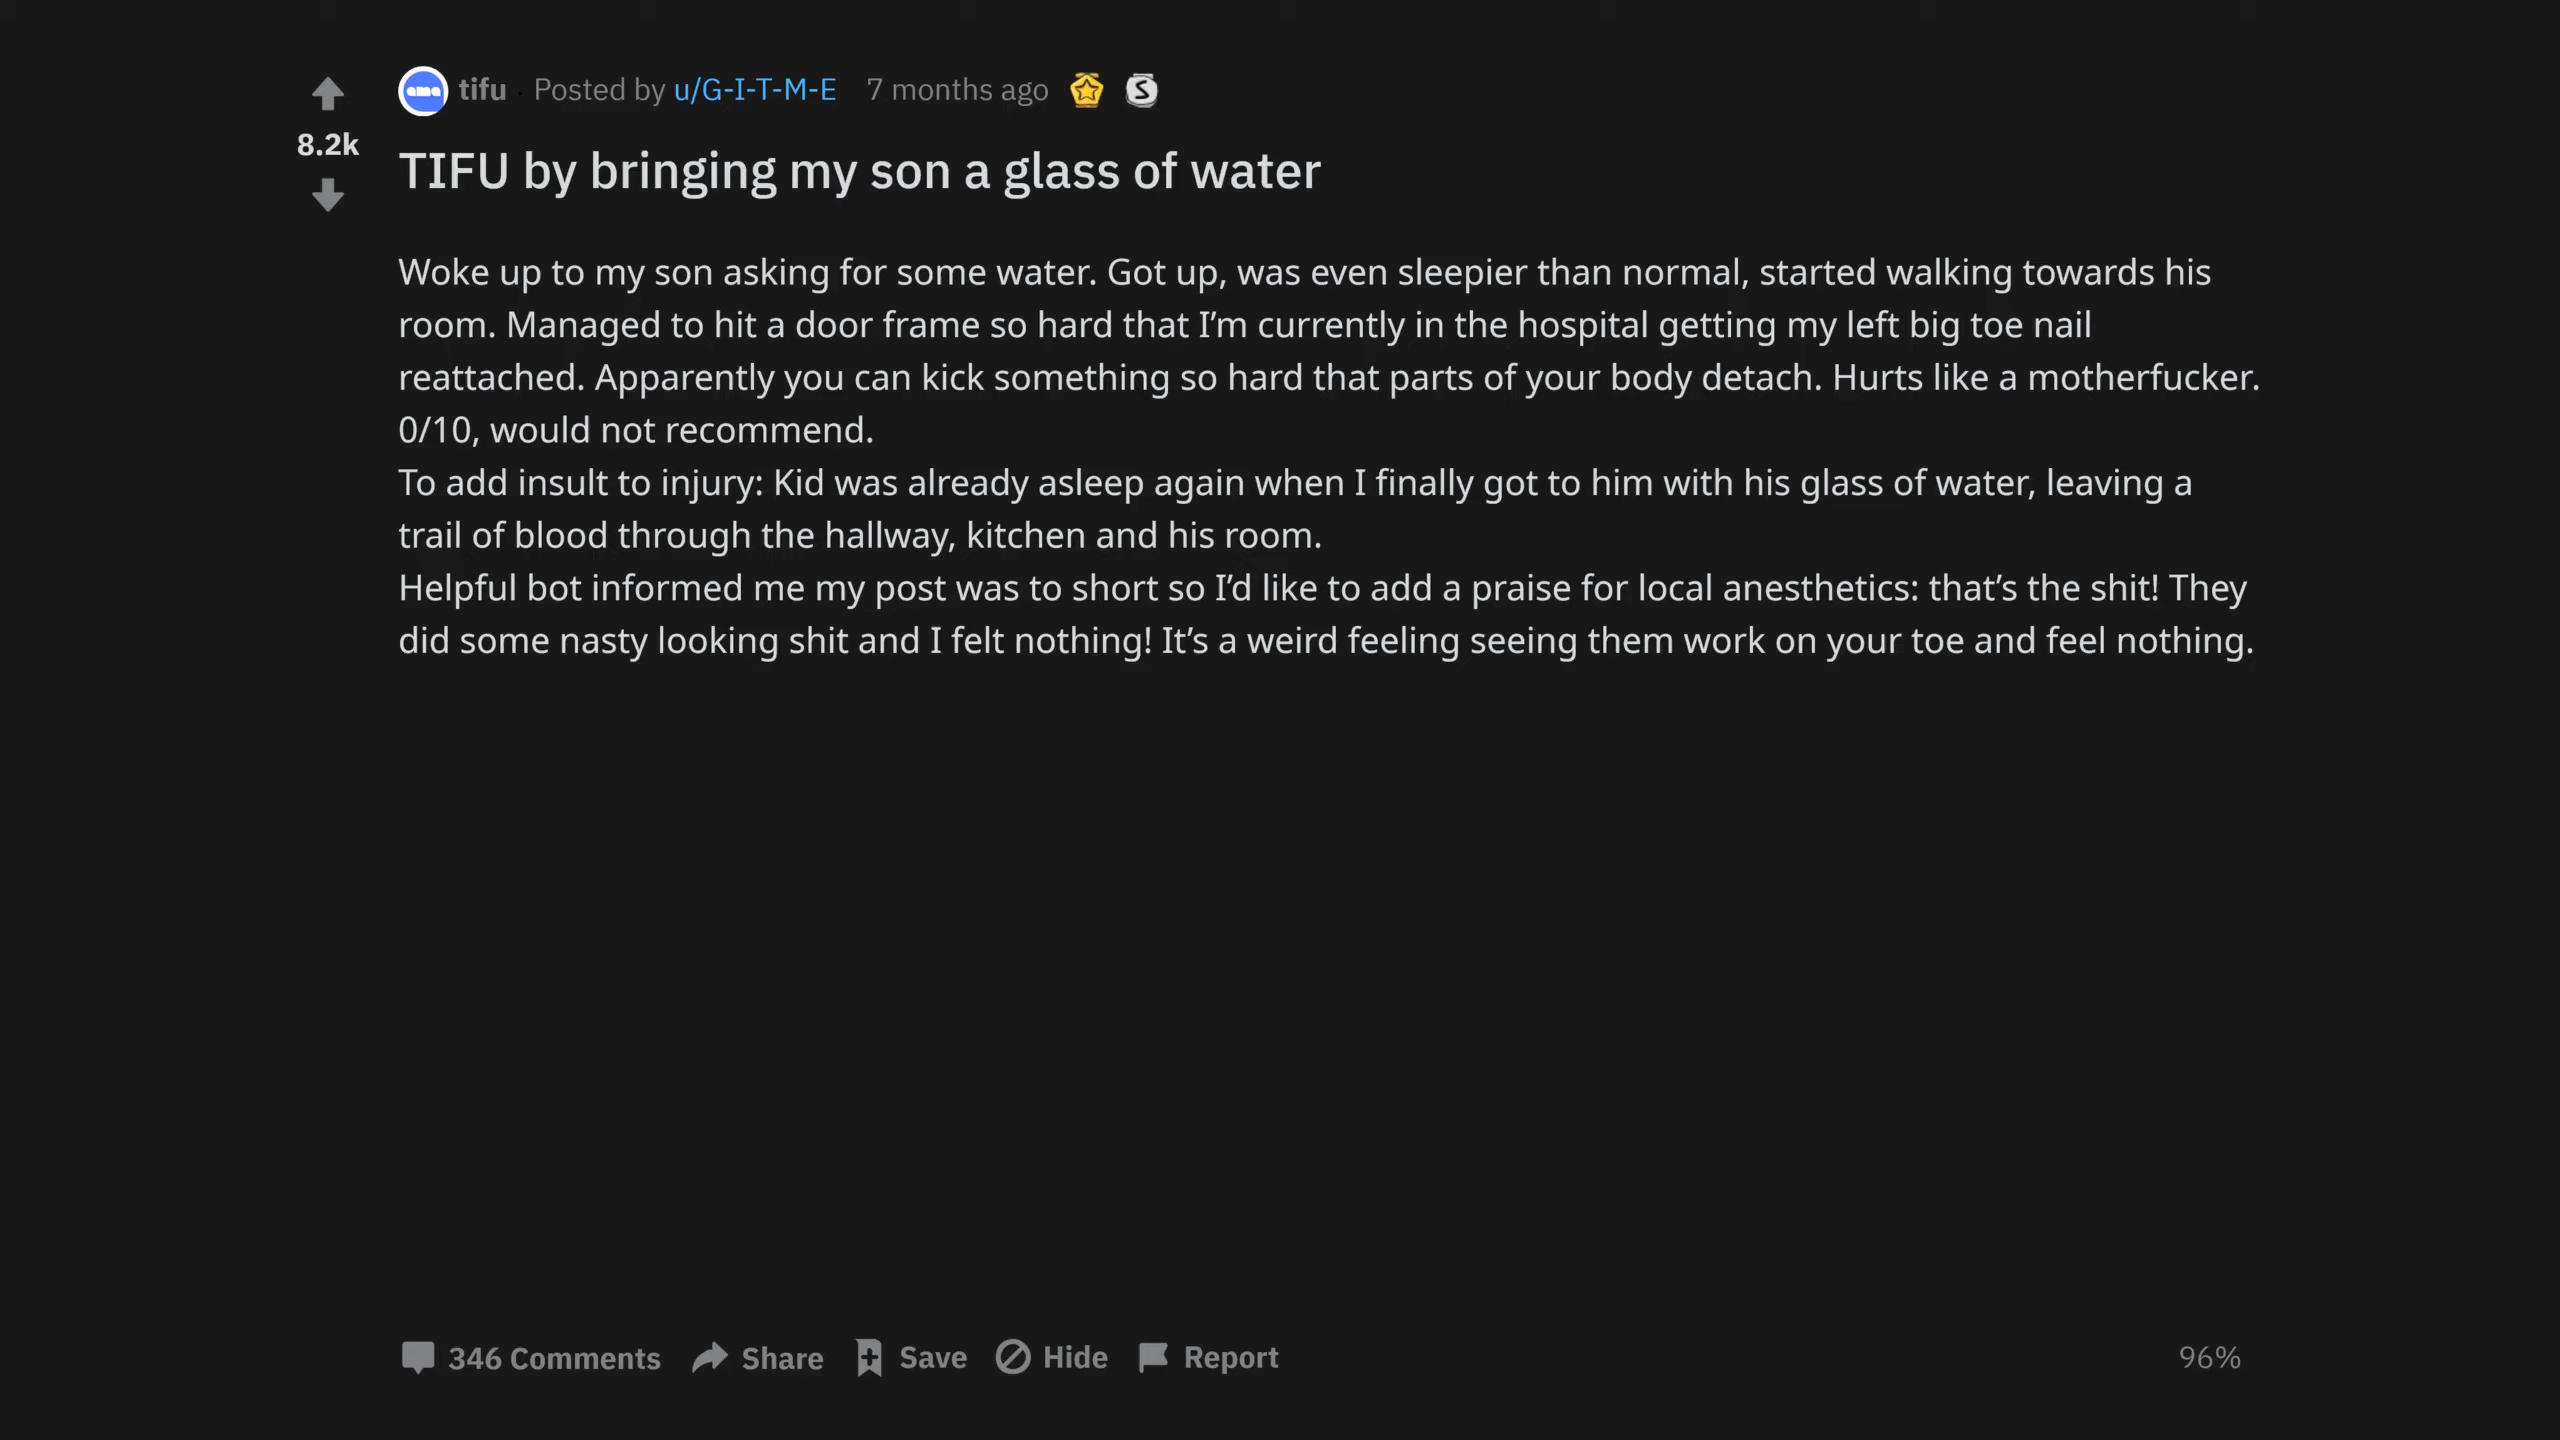 ama tifu · Posted by u/G-I-T-M-E 7 months ago S
8.2k
TIFU by bringing my son a glass of water
Woke up to my son asking for some water. Got up, was even sleepier than normal, started walking towards his
room. Managed to hit a door frame so hard that I’m currently in the hospital getting my left big toe nail
reattached. Apparently you can kick something so hard that parts of your body detach. Hurts like a motherfucker.
0/10, would not recommend.
To add insult to injury: Kid was already asleep again when I finally got to him with his glass of water, leaving a
trail of blood through the hallway, kitchen and his room.
Helpful bot informed me my post was to short so I’d like to add a praise for local anesthetics: that’s the shit! They
did some nasty looking shit and I felt nothing! It’s a weird feeling seeing them work on your toe and feel nothing.
346 Comments Share Save Hide Report 96%